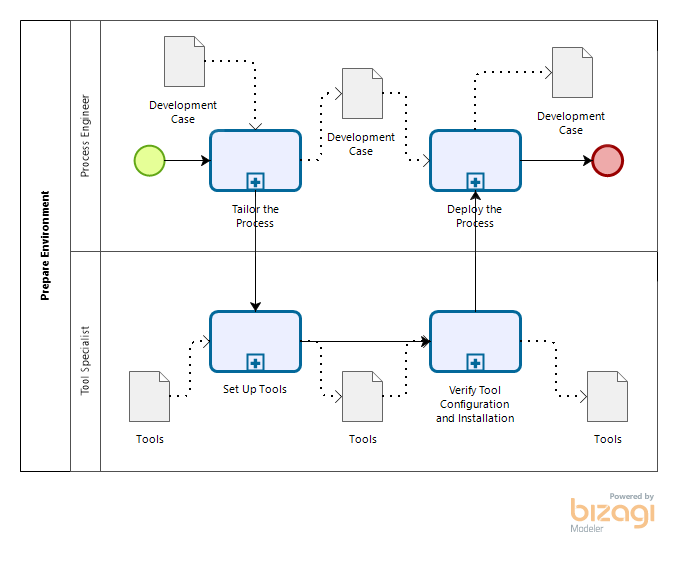 Prepare Environment
Process Engineer
Development
Case
Development
Case
Development
Case
Tailor the
Process
Deploy the
Process
Tool Specialist
Set Up Tools
Verify Tool
Configuration
and Installation
Tools
Tools
Tools
Powered by
bizagi
Modeler